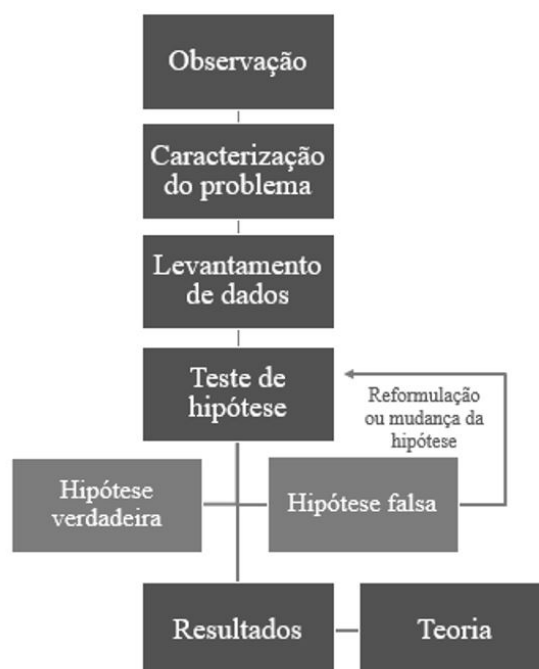 Observação
Caracterização
do problema
Levantamento
de dados
Teste de
hipótese
Reformulação
ou mudança da
hipótese
Hipótese
verdadeira
Hipótese falsa
Resultados
Teoria